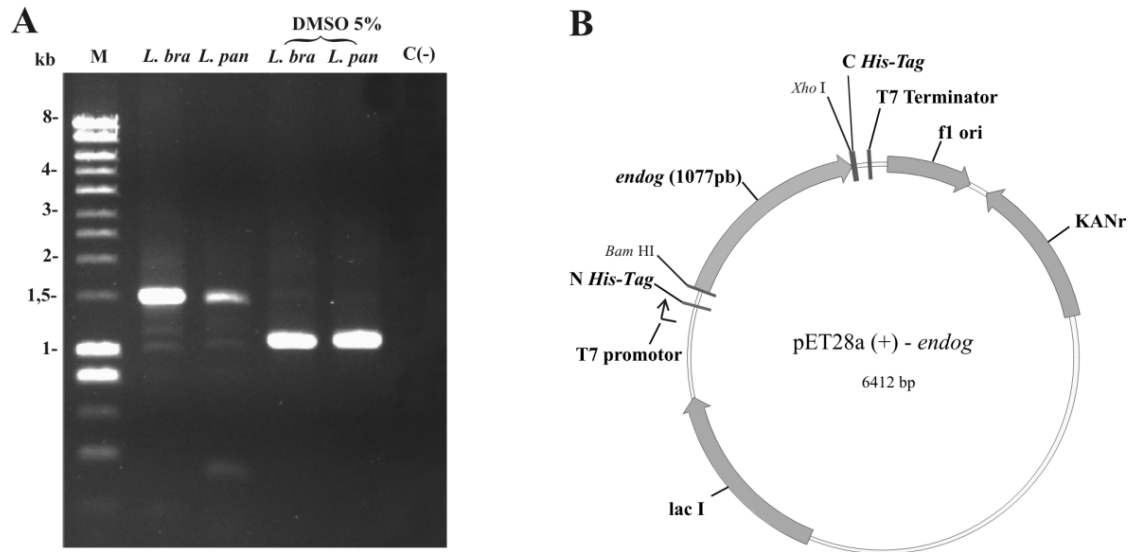 A
B
DMSO 5%
kb M L. bra L. pan L. bra L. pan C(-)
8-
4-
3-
2-
1,5-
1-
C His-Tag
Xho I
T7 Terminator
f1 ori
endog (1077pb)
KANr
Bam HI
N His-Tag
T7 promotor
pET28a (+) - endog
6412 bp
lac I